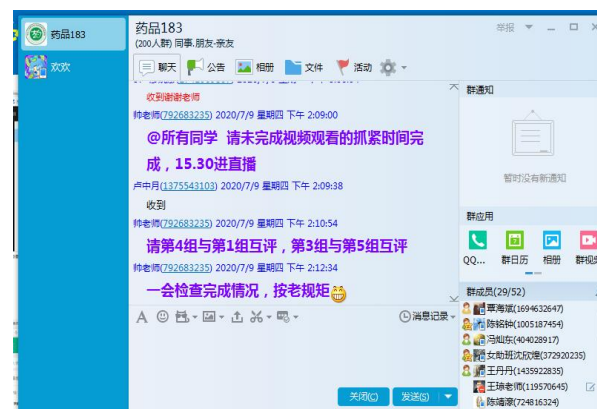 药品183
欢欢
药品183
(200人群) 同事.朋友-亲友
举报
聊天
公告
相册
文件
活动
收到谢谢老师
帅老师(792683235) 2020/7/9 星期四 下午 2:09:00
@所有同学 请未完成视频观看的抓紧时间完
成，15.30进直播
卢中月(1375543103) 2020/7/9 星期四 下午 2:09:38
收到
帅老师(792683235) 2020/7/9 星期四 下午 2:10:54
请第4组与第1组互评，第3组与第5组互评
帅老师(792683235) 2020/7/9 星期四 下午 2:12:34
一会检查完成情况，按老规矩
消息记录
关闭(C)
发送(S)
群通知
暂时没有新通知
群应用
QQ...
群日历
相册
群视频
群成员(29/52)
覃海斌(1694632647)
陈铭钟(1005187454)
冯灿东(404028917)
女助班沈欣煌(372920235)
王丹丹(1435922835)
王琼老师(119570645)
(724816324)